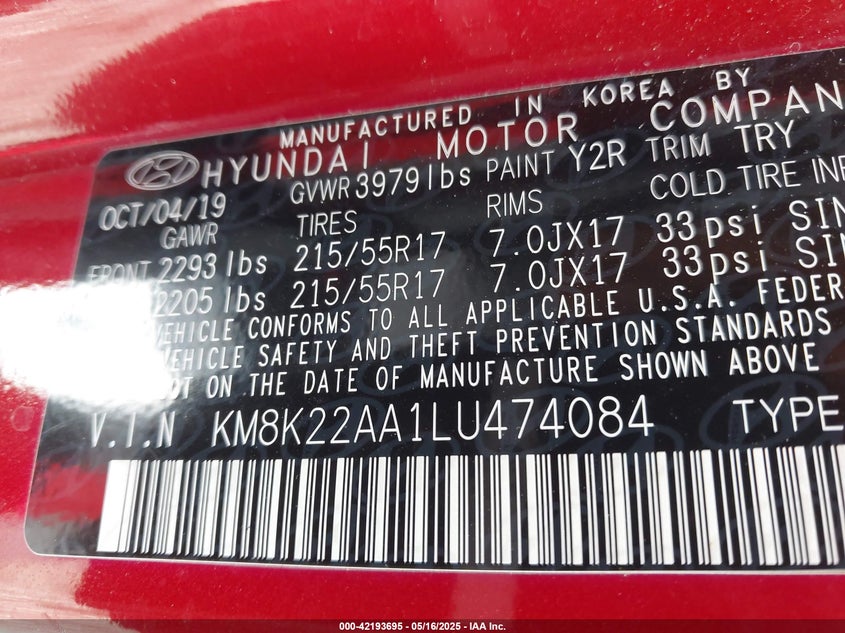 MANUFACTURED IN KOREA BY
HYUNDAI MOTOR COMPAN
OCT/04/19 GVWR 3979 lbs PAINT Y2R TRIM TRY
GAWR TIRES RIMS COLD TIRE INF
FRONT 2293 lbs 215/55R17 7.0JX17 33psi SIN
2205 lbs 215/55R17 7.0JX17 33psi SIN
VEHICLE CONFORMS TO ALL APPLICABLE U.S.A. FEDER
VEHICLE SAFETY AND THEFT PREVENTION STANDARDS
ON THE DATE OF MANUFACTURE SHOWN ABOVE
V.I.N KM8K22AA1LU474084 TYPE
000-42193695 - 05/16/2025 - IAA Inc.